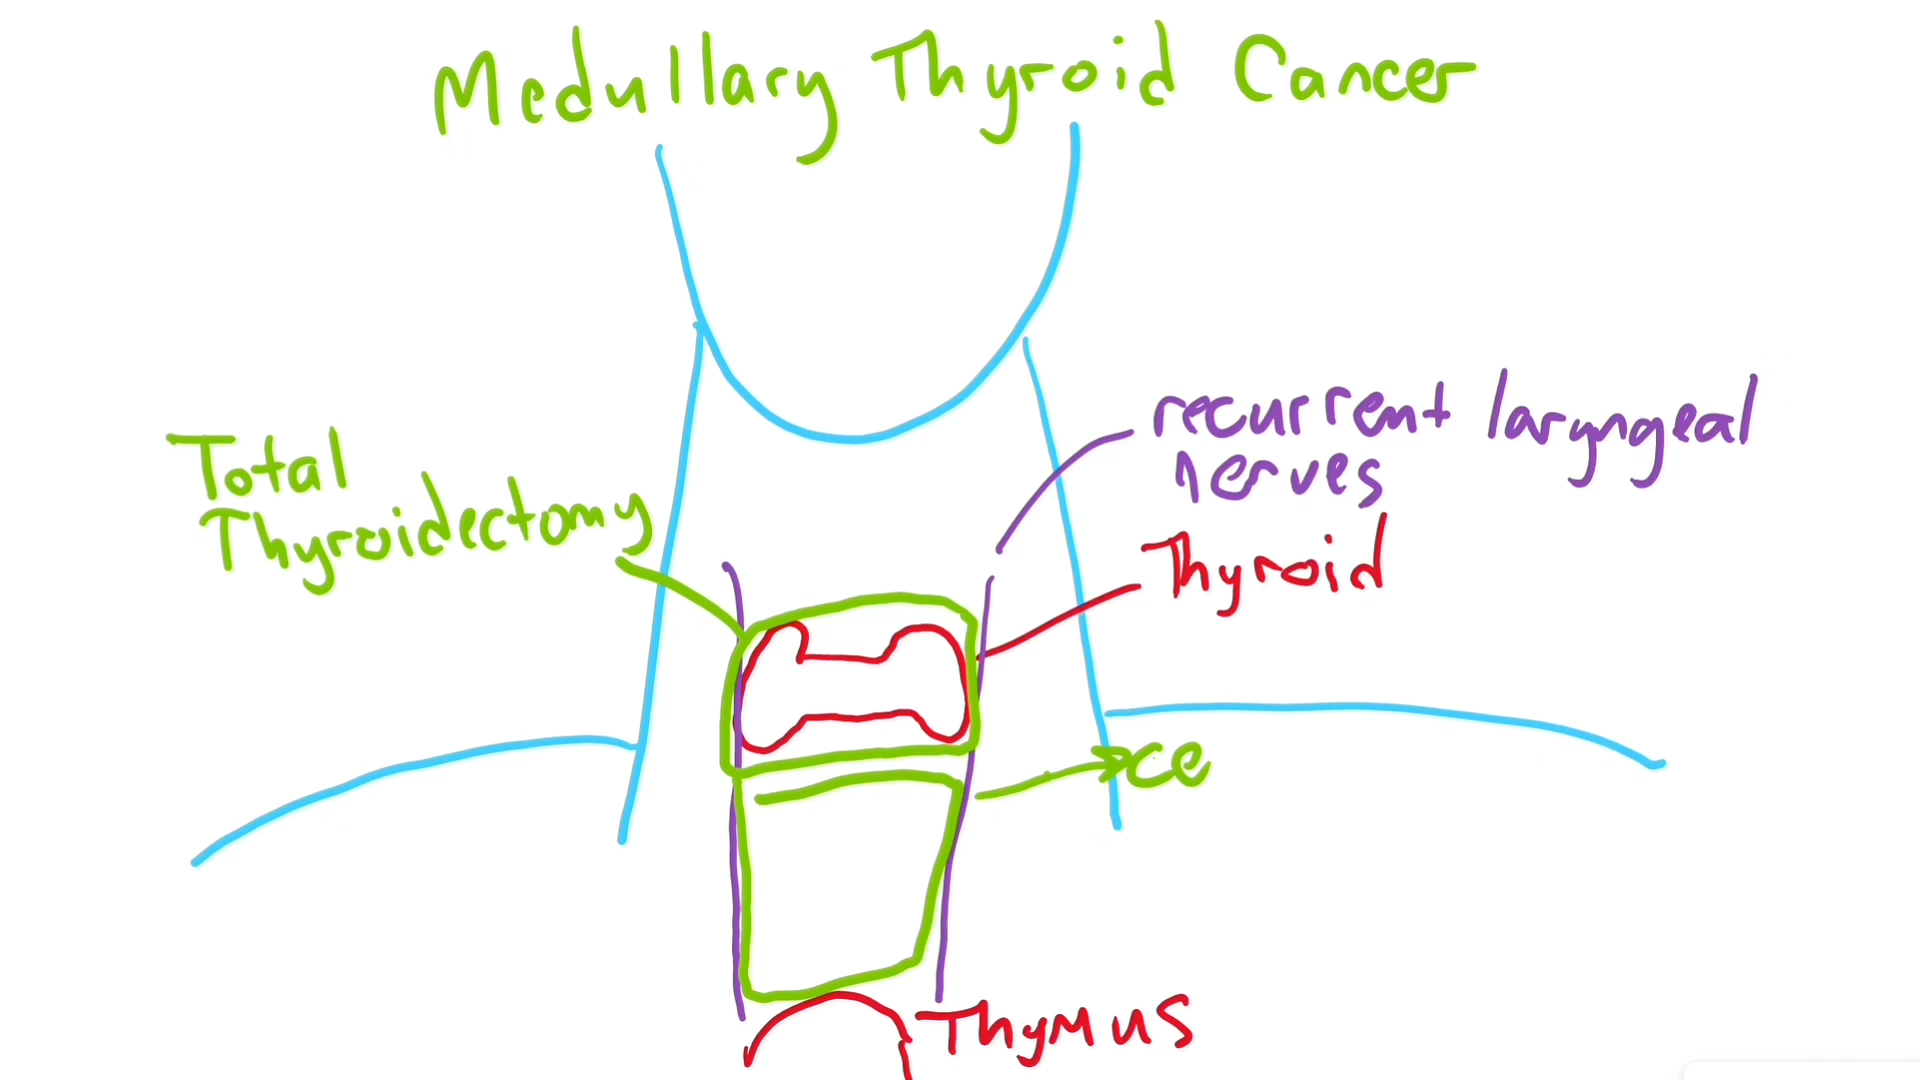 Medullary Thyroid Cancer
recurrent laryngeal
nerves
Total
Thyroidectomy
Thyroid
ce
Thymus